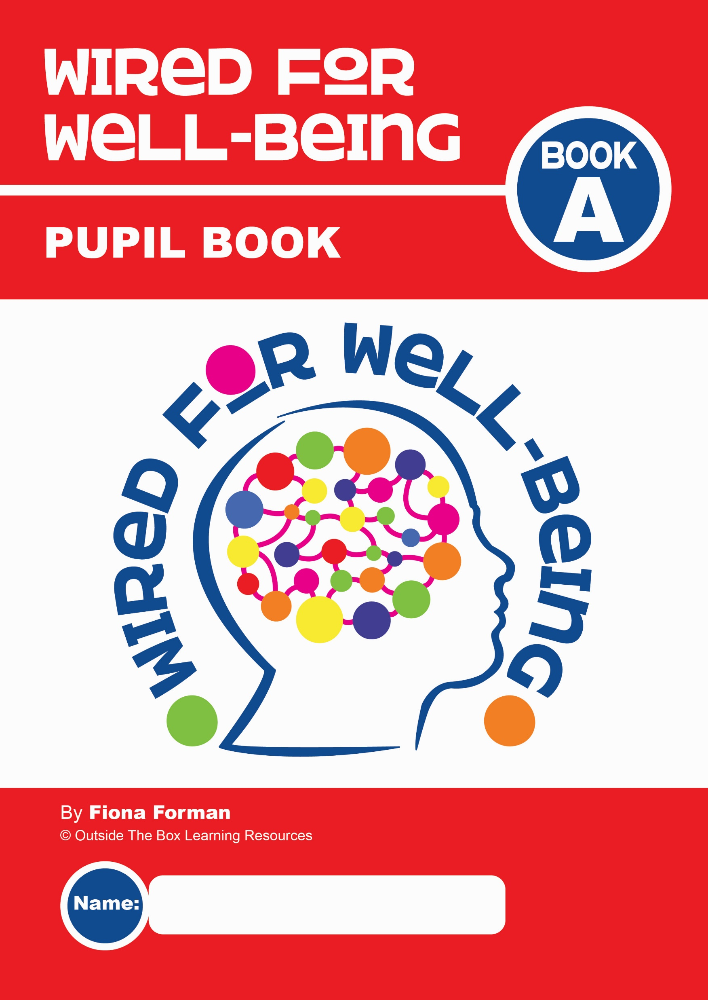 WIReD FOR
WeLL-BeInG
BOOK
A
PUPIL BOOK
WIReD FOR WeLL-BeInG
By Fiona Forman
© Outside The Box Learning Resources
Name: